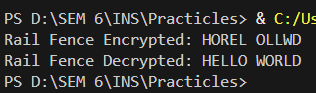 PS D:\SEM 6\INS\Practicles> & C:/Us
Rail Fence Encrypted: HOREL OLLWD
Rail Fence Decrypted: HELLO WORLD
PS D:\SEM 6\INS\Practicles>